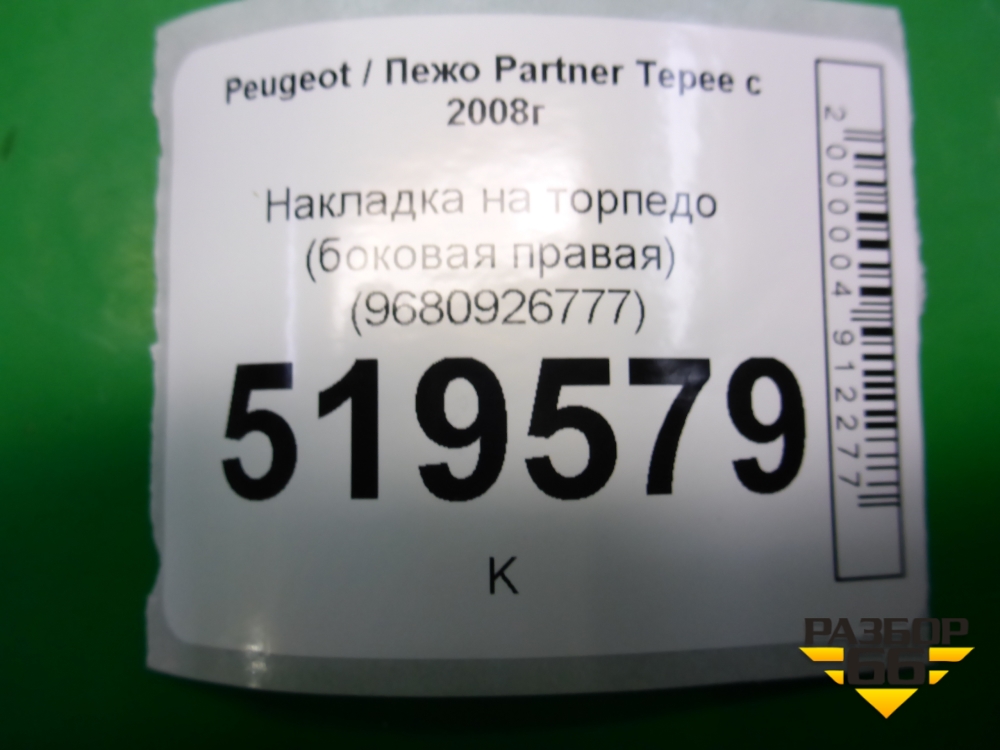 Peugeot / Пежо Partner Tepee с
2008г
Накладка на торпедо
(боковая правая)
(9680926777)
519579
К
2000004912277
РАЗБОР
66